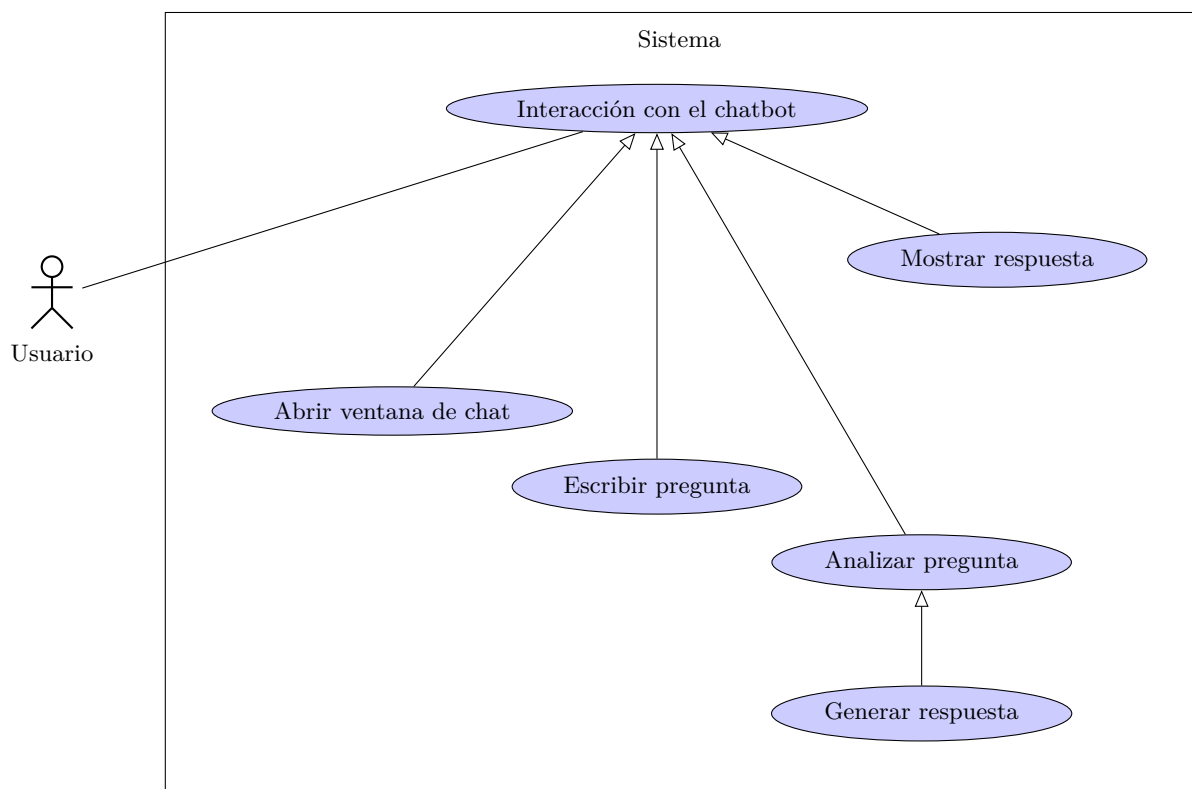 Sistema
Interacción con el chatbot
Mostrar respuesta
Usuario
Abrir ventana de chat
Escribir pregunta
Analizar pregunta
Generar respuesta